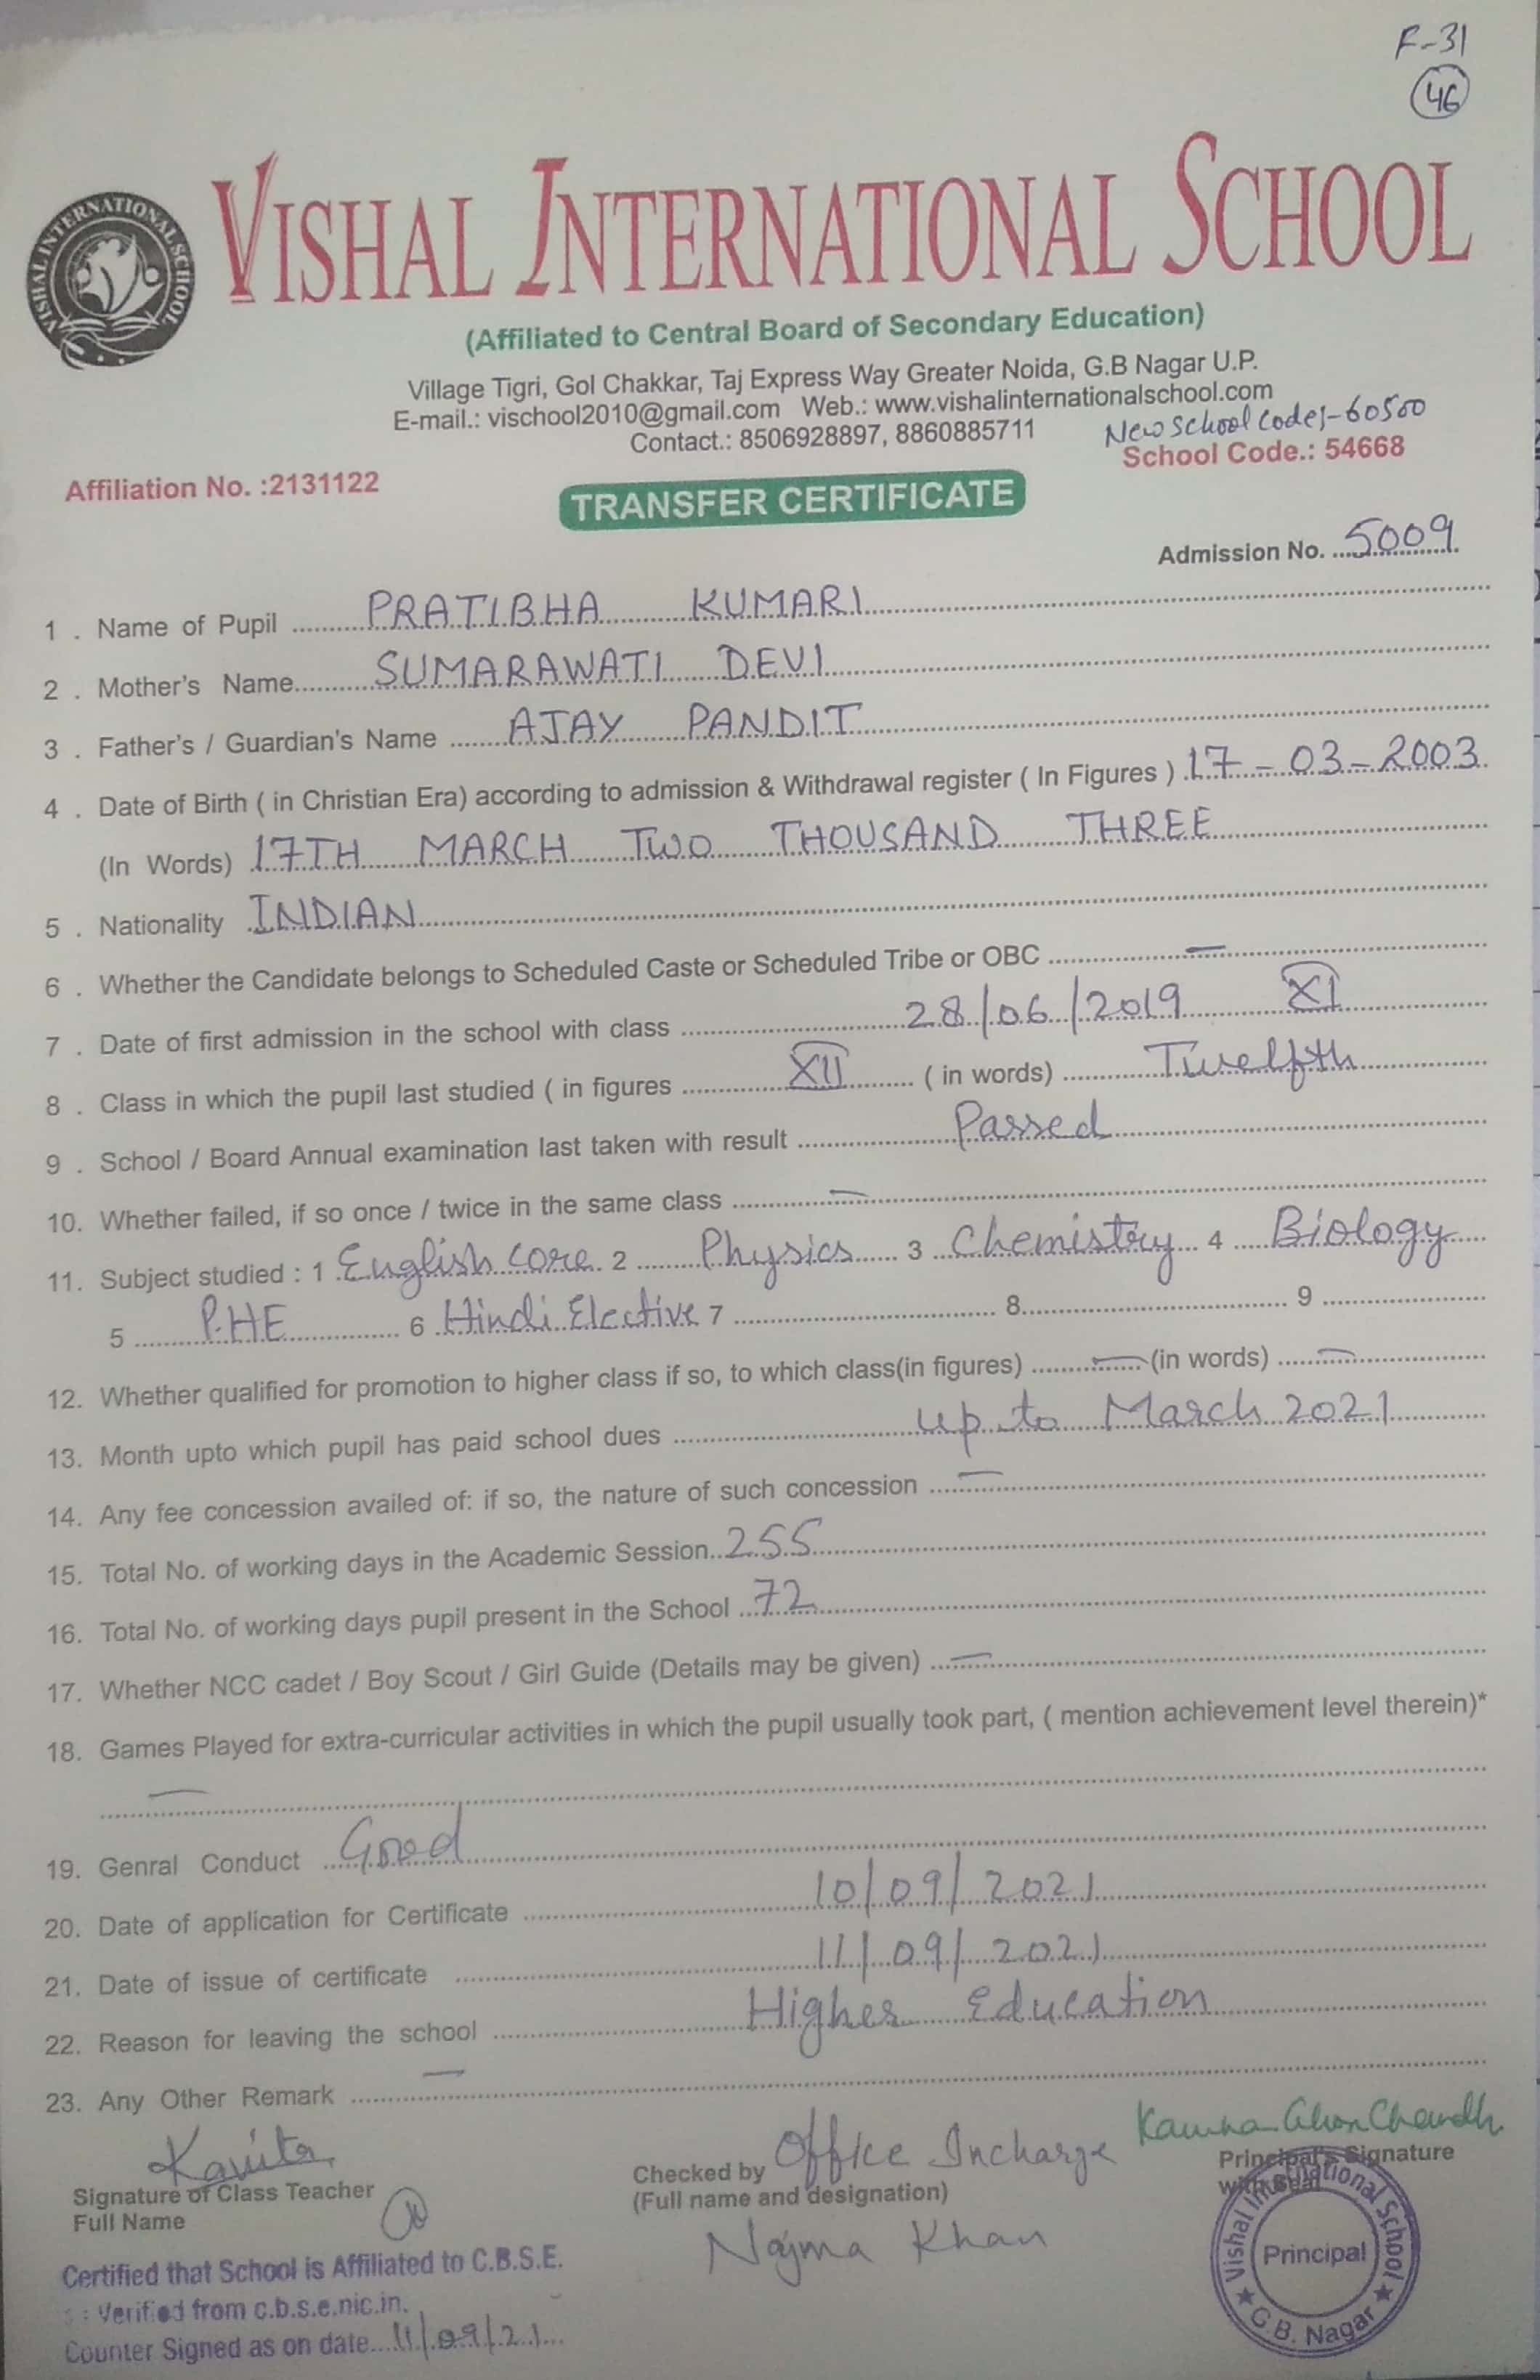 F-31
46
VISHAL INTERNATIONAL SCHOOL
VISHAL INTERNATIONAL SCHOOL
(Affiliated to Central Board of Secondary Education)
Village Tigri, Gol Chakkar, Taj Express Way Greater Noida, G.B Nagar U.P.
E-mail.: vischool2010@gmail.com Web.: www.vishalinternationalschool.com
Contact.: 8506928897, 8860885711
New School Code:-60500
Affiliation No. :2131122
School Code.: 54668
TRANSFER CERTIFICATE
Admission No. 5009
1 . Name of Pupil PRATIBHA KUMARI
2 . Mother's Name SUMARAWATI DEVI
3 . Father's / Guardian's Name AJAY PANDIT
4 . Date of Birth ( in Christian Era) according to admission & Withdrawal register ( In Figures ) 17-03-2003
(In Words) 17TH MARCH TWO THOUSAND THREE
5 . Nationality INDIAN
6 . Whether the Candidate belongs to Scheduled Caste or Scheduled Tribe or OBC —
7 . Date of first admission in the school with class 28/06/2019 XI
8 . Class in which the pupil last studied ( in figures XII ( in words) Twelfth
9 . School / Board Annual examination last taken with result Passed
10. Whether failed, if so once / twice in the same class —
11. Subject studied : 1 English Core 2 Physics 3 Chemistry 4 Biology
5 P.HE 6 Hindi Elective 7 8 9
12. Whether qualified for promotion to higher class if so, to which class(in figures) — (in words) —
13. Month upto which pupil has paid school dues up to March 2021
14. Any fee concession availed of: if so, the nature of such concession —
15. Total No. of working days in the Academic Session 255
16. Total No. of working days pupil present in the School 72
17. Whether NCC cadet / Boy Scout / Girl Guide (Details may be given) —
18. Games Played for extra-curricular activities in which the pupil usually took part, ( mention achievement level therein)*
—
19. Genral Conduct Good
20. Date of application for Certificate 10/09/2021
21. Date of issue of certificate 11/09/2021
22. Reason for leaving the school Higher Education
23. Any Other Remark —
Kavita
Signature of Class Teacher
Full Name
Checked by Office Incharge
(Full name and designation)
Najma Khan
Principal's Signature
with Seal
Vishal International School
Principal
G.B. Nagar
Certified that School is Affiliated to C.B.S.E.
Verified from c.b.s.e.nic.in.
Counter Signed as on date 11/09/21